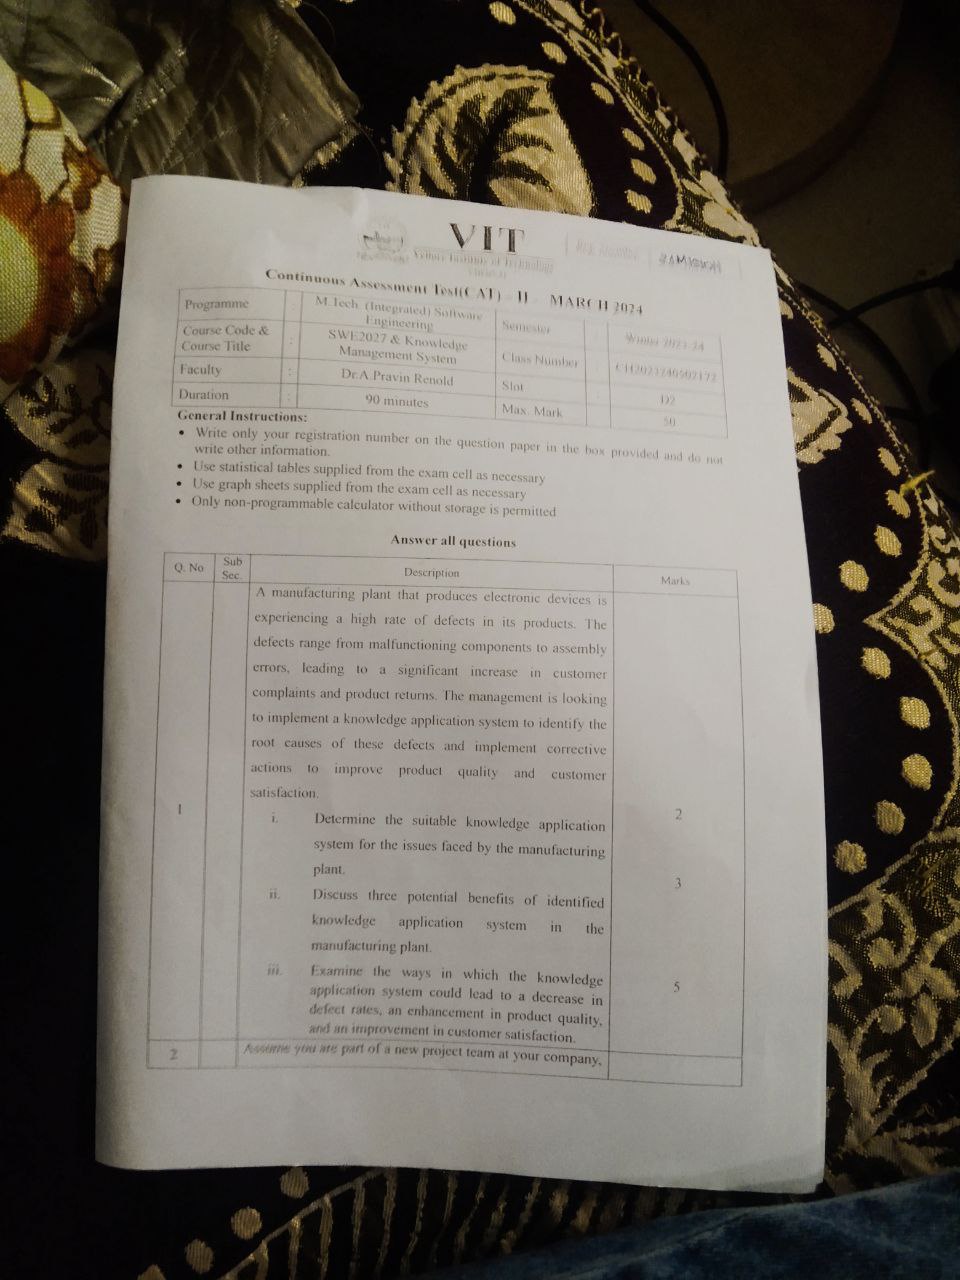 VIT
Vellore Institute of Technology
Continuous Assessment Test(CAT) – II – MARCH 2024
Programme : M.Tech. (Integrated) Software Engineering Semester : Winter 2023-24
Course Code & Course Title : SWE2027 & Knowledge Management System Class Number :
Faculty : Dr.A.Pravin Renold Slot : D2
Duration : 90 minutes Max. Mark : 50
General Instructions:
• Write only your registration number on the question paper in the box provided and do not
write other information.
• Use statistical tables supplied from the exam cell as necessary
• Use graph sheets supplied from the exam cell as necessary
• Only non-programmable calculator without storage is permitted
Answer all questions
Q. No Sub Sec. Description Marks
1
A manufacturing plant that produces electronic devices is
experiencing a high rate of defects in its products. The
defects range from malfunctioning components to assembly
errors, leading to a significant increase in customer
complaints and product returns. The management is looking
to implement a knowledge application system to identify the
root causes of these defects and implement corrective
actions to improve product quality and customer
satisfaction.
i. Determine the suitable knowledge application 2
system for the issues faced by the manufacturing
plant.
ii. Discuss three potential benefits of identified 3
knowledge application system in the
manufacturing plant.
iii. Examine the ways in which the knowledge 5
application system could lead to a decrease in
defect rates, an enhancement in product quality,
and an improvement in customer satisfaction.
2 Assume you are part of a new project team at your company,